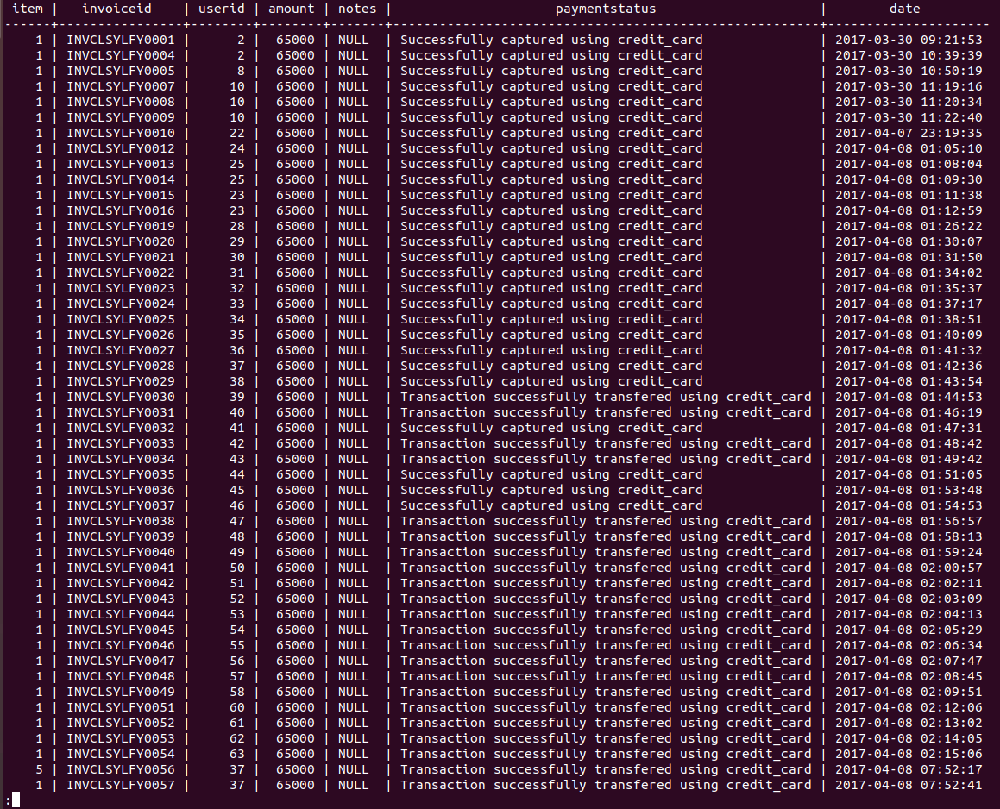 item | invoiceid | userid | amount | notes | paymentstatus | date
------+----------------+--------+--------+-------+-------------------------------------------------------+---------------------
1 | INVCLSYLFY0001 | 2 | 65000 | NULL | Successfully captured using credit_card | 2017-03-30 09:21:53
1 | INVCLSYLFY0004 | 2 | 65000 | NULL | Successfully captured using credit_card | 2017-03-30 10:39:39
1 | INVCLSYLFY0005 | 8 | 65000 | NULL | Successfully captured using credit_card | 2017-03-30 10:50:19
1 | INVCLSYLFY0007 | 10 | 65000 | NULL | Successfully captured using credit_card | 2017-03-30 11:19:16
1 | INVCLSYLFY0008 | 10 | 65000 | NULL | Successfully captured using credit_card | 2017-03-30 11:20:34
1 | INVCLSYLFY0009 | 10 | 65000 | NULL | Successfully captured using credit_card | 2017-03-30 11:22:40
1 | INVCLSYLFY0010 | 22 | 65000 | NULL | Successfully captured using credit_card | 2017-04-07 23:19:35
1 | INVCLSYLFY0012 | 24 | 65000 | NULL | Successfully captured using credit_card | 2017-04-08 01:05:10
1 | INVCLSYLFY0013 | 25 | 65000 | NULL | Successfully captured using credit_card | 2017-04-08 01:08:04
1 | INVCLSYLFY0014 | 25 | 65000 | NULL | Successfully captured using credit_card | 2017-04-08 01:09:30
1 | INVCLSYLFY0015 | 23 | 65000 | NULL | Successfully captured using credit_card | 2017-04-08 01:11:38
1 | INVCLSYLFY0016 | 23 | 65000 | NULL | Successfully captured using credit_card | 2017-04-08 01:12:59
1 | INVCLSYLFY0019 | 28 | 65000 | NULL | Successfully captured using credit_card | 2017-04-08 01:26:22
1 | INVCLSYLFY0020 | 29 | 65000 | NULL | Successfully captured using credit_card | 2017-04-08 01:30:07
1 | INVCLSYLFY0021 | 30 | 65000 | NULL | Successfully captured using credit_card | 2017-04-08 01:31:50
1 | INVCLSYLFY0022 | 31 | 65000 | NULL | Successfully captured using credit_card | 2017-04-08 01:34:02
1 | INVCLSYLFY0023 | 32 | 65000 | NULL | Successfully captured using credit_card | 2017-04-08 01:35:37
1 | INVCLSYLFY0024 | 33 | 65000 | NULL | Successfully captured using credit_card | 2017-04-08 01:37:17
1 | INVCLSYLFY0025 | 34 | 65000 | NULL | Successfully captured using credit_card | 2017-04-08 01:38:51
1 | INVCLSYLFY0026 | 35 | 65000 | NULL | Successfully captured using credit_card | 2017-04-08 01:40:09
1 | INVCLSYLFY0027 | 36 | 65000 | NULL | Successfully captured using credit_card | 2017-04-08 01:41:32
1 | INVCLSYLFY0028 | 37 | 65000 | NULL | Successfully captured using credit_card | 2017-04-08 01:42:36
1 | INVCLSYLFY0029 | 38 | 65000 | NULL | Successfully captured using credit_card | 2017-04-08 01:43:54
1 | INVCLSYLFY0030 | 39 | 65000 | NULL | Transaction successfully transfered using credit_card | 2017-04-08 01:44:53
1 | INVCLSYLFY0031 | 40 | 65000 | NULL | Transaction successfully transfered using credit_card | 2017-04-08 01:46:19
1 | INVCLSYLFY0032 | 41 | 65000 | NULL | Successfully captured using credit_card | 2017-04-08 01:47:31
1 | INVCLSYLFY0033 | 42 | 65000 | NULL | Transaction successfully transfered using credit_card | 2017-04-08 01:48:42
1 | INVCLSYLFY0034 | 43 | 65000 | NULL | Transaction successfully transfered using credit_card | 2017-04-08 01:49:42
1 | INVCLSYLFY0035 | 44 | 65000 | NULL | Successfully captured using credit_card | 2017-04-08 01:51:05
1 | INVCLSYLFY0036 | 45 | 65000 | NULL | Successfully captured using credit_card | 2017-04-08 01:53:48
1 | INVCLSYLFY0037 | 46 | 65000 | NULL | Successfully captured using credit_card | 2017-04-08 01:54:53
1 | INVCLSYLFY0038 | 47 | 65000 | NULL | Transaction successfully transfered using credit_card | 2017-04-08 01:56:57
1 | INVCLSYLFY0039 | 48 | 65000 | NULL | Transaction successfully transfered using credit_card | 2017-04-08 01:58:13
1 | INVCLSYLFY0040 | 49 | 65000 | NULL | Transaction successfully transfered using credit_card | 2017-04-08 01:59:24
1 | INVCLSYLFY0041 | 50 | 65000 | NULL | Transaction successfully transfered using credit_card | 2017-04-08 02:00:57
1 | INVCLSYLFY0042 | 51 | 65000 | NULL | Transaction successfully transfered using credit_card | 2017-04-08 02:02:11
1 | INVCLSYLFY0043 | 52 | 65000 | NULL | Transaction successfully transfered using credit_card | 2017-04-08 02:03:09
1 | INVCLSYLFY0044 | 53 | 65000 | NULL | Transaction successfully transfered using credit_card | 2017-04-08 02:04:13
1 | INVCLSYLFY0045 | 54 | 65000 | NULL | Transaction successfully transfered using credit_card | 2017-04-08 02:05:29
1 | INVCLSYLFY0046 | 55 | 65000 | NULL | Transaction successfully transfered using credit_card | 2017-04-08 02:06:34
1 | INVCLSYLFY0047 | 56 | 65000 | NULL | Transaction successfully transfered using credit_card | 2017-04-08 02:07:47
1 | INVCLSYLFY0048 | 57 | 65000 | NULL | Transaction successfully transfered using credit_card | 2017-04-08 02:08:45
1 | INVCLSYLFY0049 | 58 | 65000 | NULL | Transaction successfully transfered using credit_card | 2017-04-08 02:09:51
1 | INVCLSYLFY0051 | 60 | 65000 | NULL | Transaction successfully transfered using credit_card | 2017-04-08 02:12:06
1 | INVCLSYLFY0052 | 61 | 65000 | NULL | Transaction successfully transfered using credit_card | 2017-04-08 02:13:02
1 | INVCLSYLFY0053 | 62 | 65000 | NULL | Transaction successfully transfered using credit_card | 2017-04-08 02:14:05
1 | INVCLSYLFY0054 | 63 | 65000 | NULL | Transaction successfully transfered using credit_card | 2017-04-08 02:15:06
5 | INVCLSYLFY0056 | 37 | 65000 | NULL | Transaction successfully transfered using credit_card | 2017-04-08 07:52:17
1 | INVCLSYLFY0057 | 37 | 65000 | NULL | Transaction successfully transfered using credit_card | 2017-04-08 07:52:41
: